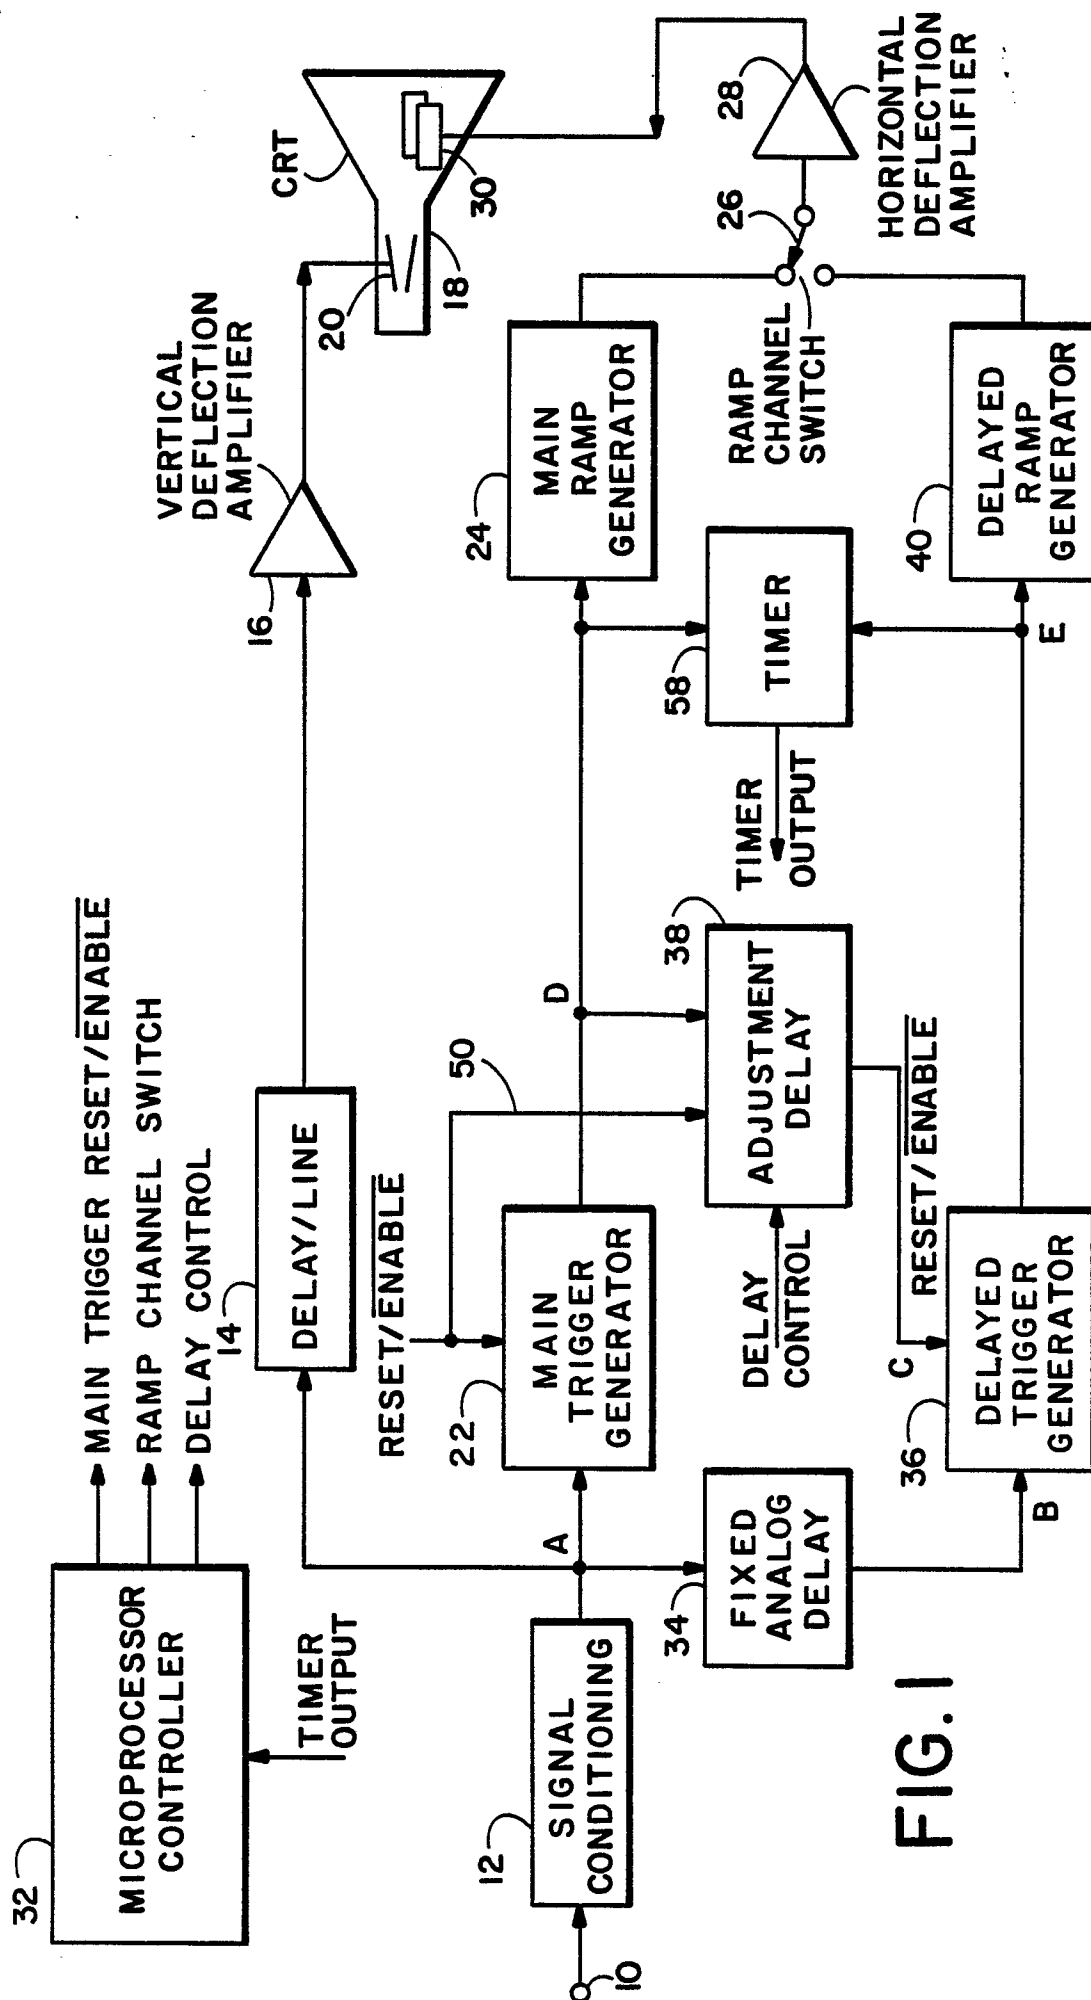 32
MICROPROCESSOR
CONTROLLER
MAIN TRIGGER RESET/ENABLE
RAMP CHANNEL SWITCH
DELAY CONTROL
TIMER
OUTPUT
14
DELAY/LINE
16
VERTICAL
DEFLECTION
AMPLIFIER
CRT
20
18
30
10
12
SIGNAL
CONDITIONING
A
RESET/ENABLE
22
MAIN
TRIGGER
GENERATOR
50
D
24
MAIN
RAMP
GENERATOR
34
FIXED
ANALOG
DELAY
DELAY
CONTROL
38
ADJUSTMENT
DELAY
TIMER
OUTPUT
58
TIMER
RAMP
CHANNEL
SWITCH
26
28
HORIZONTAL
DEFLECTION
AMPLIFIER
B
C
RESET/ENABLE
36
DELAYED
TRIGGER
GENERATOR
E
40
DELAYED
RAMP
GENERATOR
FIG. 1